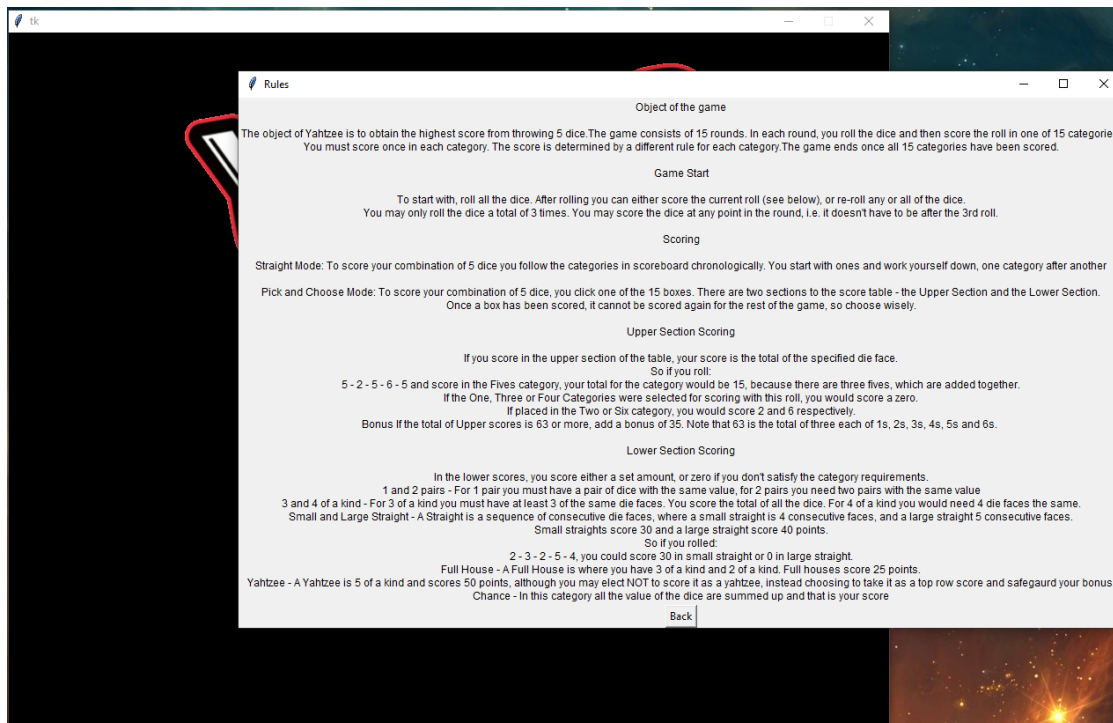 tk
Rules
Object of the game
The object of Yahtzee is to obtain the highest score from throwing 5 dice.The game consists of 15 rounds. In each round, you roll the dice and then score the roll in one of 15 categorie
You must score once in each category. The score is determined by a different rule for each category.The game ends once all 15 categories have been scored.
Game Start
To start with, roll all the dice. After rolling you can either score the current roll (see below), or re-roll any or all of the dice.
You may only roll the dice a total of 3 times. You may score the dice at any point in the round, i.e. it doesn't have to be after the 3rd roll.
Scoring
Straight Mode: To score your combination of 5 dice you follow the categories in scoreboard chronologically. You start with ones and work yourself down, one category after another
Pick and Choose Mode: To score your combination of 5 dice, you click one of the 15 boxes. There are two sections to the score table - the Upper Section and the Lower Section.
Once a box has been scored, it cannot be scored again for the rest of the game, so choose wisely.
Upper Section Scoring
If you score in the upper section of the table, your score is the total of the specified die face.
So if you roll:
5 - 2 - 5 - 6 - 5 and score in the Fives category, your total for the category would be 15, because there are three fives, which are added together.
If the One, Three or Four Categories were selected for scoring with this roll, you would score a zero.
If placed in the Two or Six category, you would score 2 and 6 respectively.
Bonus If the total of Upper scores is 63 or more, add a bonus of 35. Note that 63 is the total of three each of 1s, 2s, 3s, 4s, 5s and 6s.
Lower Section Scoring
In the lower scores, you score either a set amount, or zero if you don't satisfy the category requirements.
1 and 2 pairs - For 1 pair you must have a pair of dice with the same value, for 2 pairs you need two pairs with the same value
3 and 4 of a kind - For 3 of a kind you must have at least 3 of the same die faces. You score the total of all the dice. For 4 of a kind you would need 4 die faces the same.
Small and Large Straight - A Straight is a sequence of consecutive die faces, where a small straight is 4 consecutive faces, and a large straight 5 consecutive faces.
Small straights score 30 and a large straight score 40 points.
So if you rolled:
2 - 3 - 2 - 5 - 4, you could score 30 in small straight or 0 in large straight.
Full House - A Full House is where you have 3 of a kind and 2 of a kind. Full houses score 25 points.
Yahtzee - A Yahtzee is 5 of a kind and scores 50 points, although you may elect NOT to score it as a yahtzee, instead choosing to take it as a top row score and safegaurd your bonus
Chance - In this category all the value of the dice are summed up and that is your score
Back